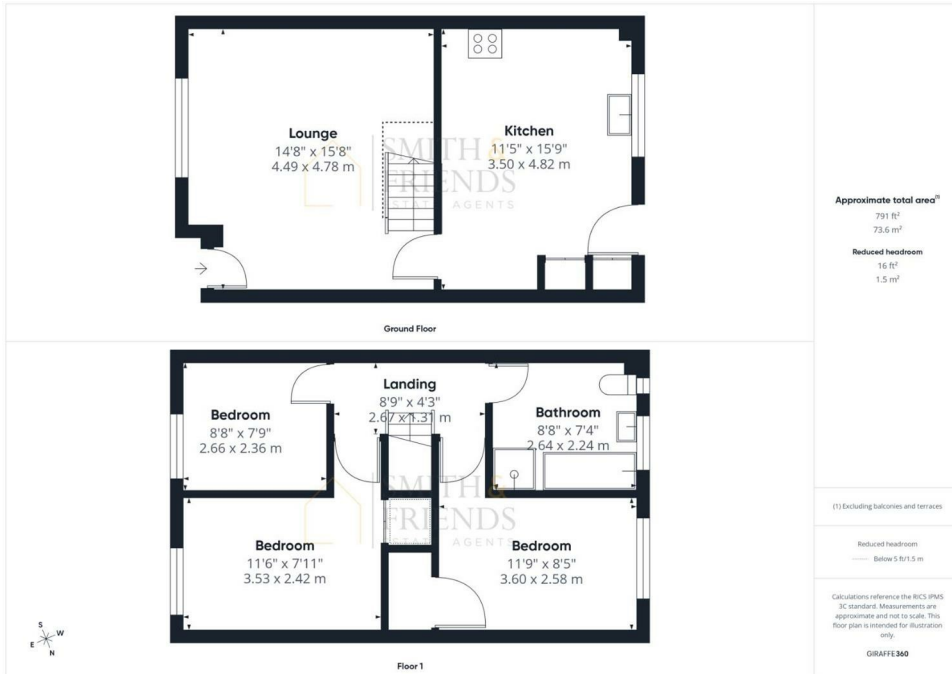 Lounge
14'8" x 15'8"
4.49 x 4.78 m
Kitchen
11'5" x 15'9"
3.50 x 4.82 m
SMITH &
FRIENDS
ESTATE AGENTS
Ground Floor
Landing
8'9" x 4'3"
2.67 x 1.31 m
Bedroom
8'8" x 7'9"
2.66 x 2.36 m
Bathroom
8'8" x 7'4"
2.64 x 2.24 m
SMITH &
FRIENDS
ESTATE AGENTS
Bedroom
11'6" x 7'11"
3.53 x 2.42 m
Bedroom
11'9" x 8'5"
3.60 x 2.58 m
S
W
E
N
Floor 1
Approximate total area(1)
791 ft²
73.6 m²
Reduced headroom
16 ft²
1.5 m²
(1) Excluding balconies and terraces
Reduced headroom
Below 5 ft/1.5 m
Calculations reference the RICS IPMS
3C standard. Measurements are
approximate and not to scale. This
floor plan is intended for illustration
only.
GIRAFFE360